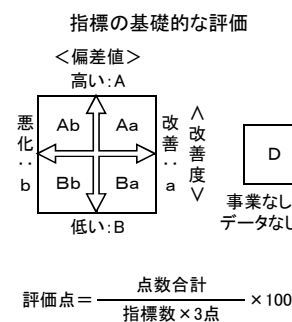 指標の基礎的な評価
＜偏差値＞
高い：A
悪化：b
Ab
Aa
Bb
Ba
改善：a
＜改善度＞
低い：B
D
事業なし
データなし
評価点＝ 点数合計
指標数×3点 ×100